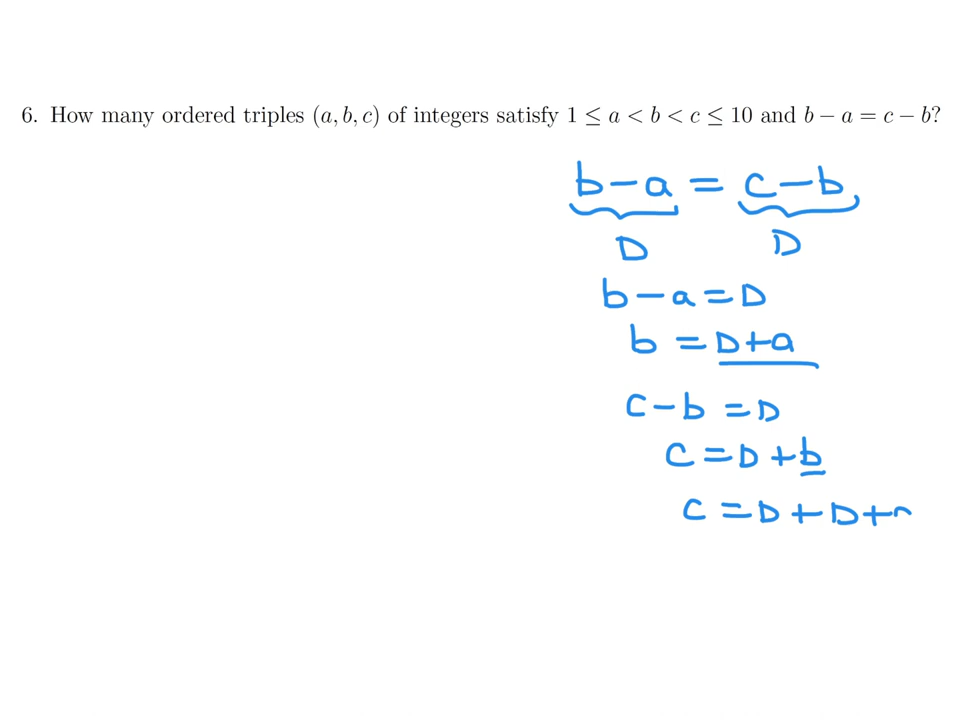 6. How many ordered triples (a, b, c) of integers satisfy 1 ≤ a < b < c ≤ 10 and b − a = c − b?
b − a = c − b
D D
b − a = D
b = D + a
c − b = D
c = D + b
c = D + D +